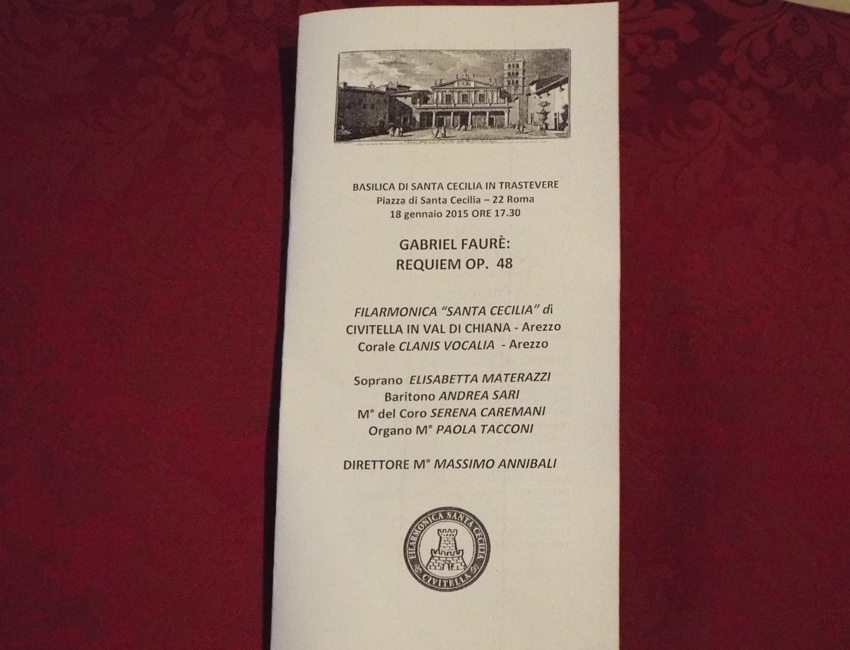 BASILICA DI SANTA CECILIA IN TRASTEVERE
Piazza di Santa Cecilia – 22 Roma
18 gennaio 2015 ORE 17.30
GABRIEL FAURÈ:
REQUIEM OP. 48
FILARMONICA "SANTA CECILIA" di
CIVITELLA IN VAL DI CHIANA - Arezzo
Corale CLANIS VOCALIA - Arezzo
Soprano ELISABETTA MATERAZZI
Baritono ANDREA SARI
M° del Coro SERENA CAREMANI
Organo M° PAOLA TACCONI
DIRETTORE M° MASSIMO ANNIBALI
FILARMONICA SANTA CECILIA
CIVITELLA